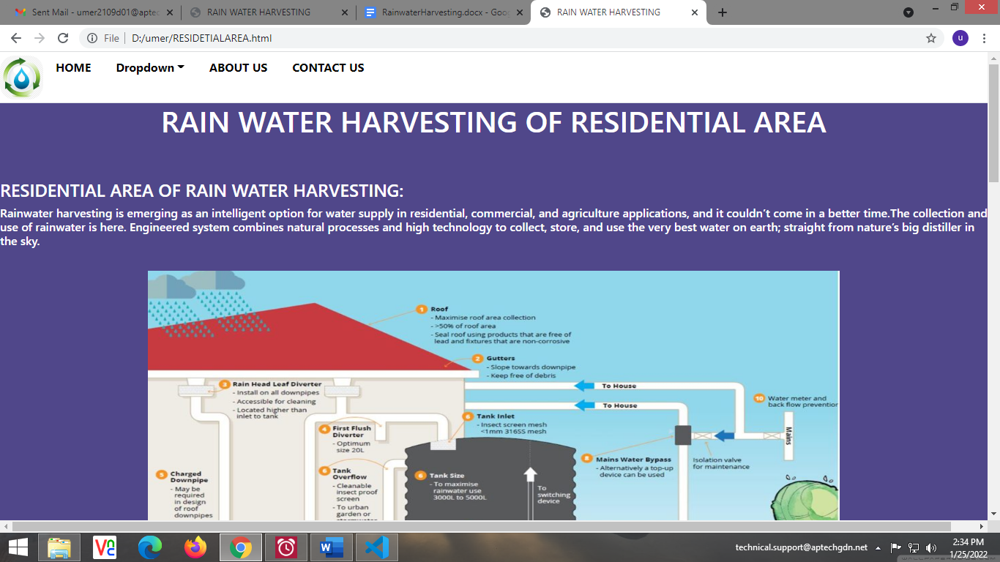 Sent Mail - umer2109d01@aptec
RAIN WATER HARVESTING
RainwaterHarvesting.docx - Goo
RAIN WATER HARVESTING
File
D:/umer/RESIDETIALAREA.html
u
HOME
Dropdown
ABOUT US
CONTACT US
RAIN WATER HARVESTING OF RESIDENTIAL AREA
RESIDENTIAL AREA OF RAIN WATER HARVESTING:
Rainwater harvesting is emerging as an intelligent option for water supply in residential, commercial, and agriculture applications, and it couldn't come in a better time.The collection and
use of rainwater is here. Engineered system combines natural processes and high technology to collect, store, and use the very best water on earth; straight from nature's big distiller in
the sky.
1 Roof
- Maximise roof area collection
- >50% of roof area
- Seal roof using products that are free of
lead and fixtures that are non-corrosive
2 Gutters
- Slope towards downpipe
- Keep free of debris
3 Rain Head Leaf Diverter
- Install on all downpipes
- Accessible for cleaning
- Located higher than
inlet to tank
To House
To House
10 Water meter and
back flow prevention
Mains
4 First Flush
Diverter
- Optimum
size 20L
6 Tank Inlet
- Insect screen mesh
<1mm 316SS mesh
8 Mains Water Bypass
- Alternatively a top-up
device can be used
Isolation valve
for maintenance
5 Charged
Downpipe
- May be
required
in design
of roof
downpipes
6 Tank
Overflow
- Cleanable
insect proof
screen
- To urban
garden or
stormwater
6 Tank Size
- To maximise
rainwater use
3000L to 5000L
To
switching
device
VNC
technical.support@aptechgdn.net
2:34 PM
1/25/2022